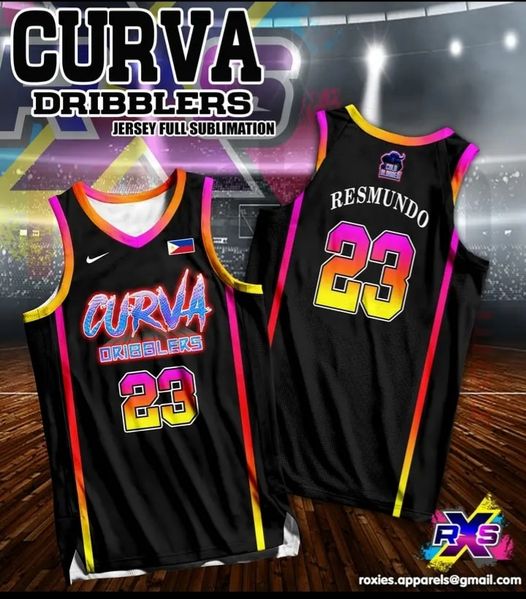 CURVA
DRIBBLERS
JERSEY FULL SUBLIMATION
CURVA
DRIBBLERS
23
RESMUNDO
23
RXS
roxies.apparels@gmail.com